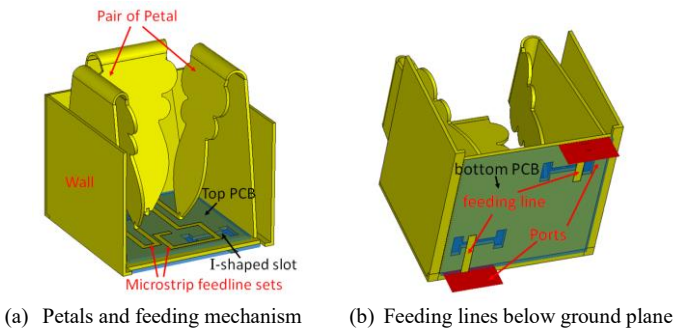 Pair of Petal
Wall
Top PCB
I-shaped slot
Microstrip feedline sets
bottom PCB
feeding line
Ports
(a) Petals and feeding mechanism
(b) Feeding lines below ground plane